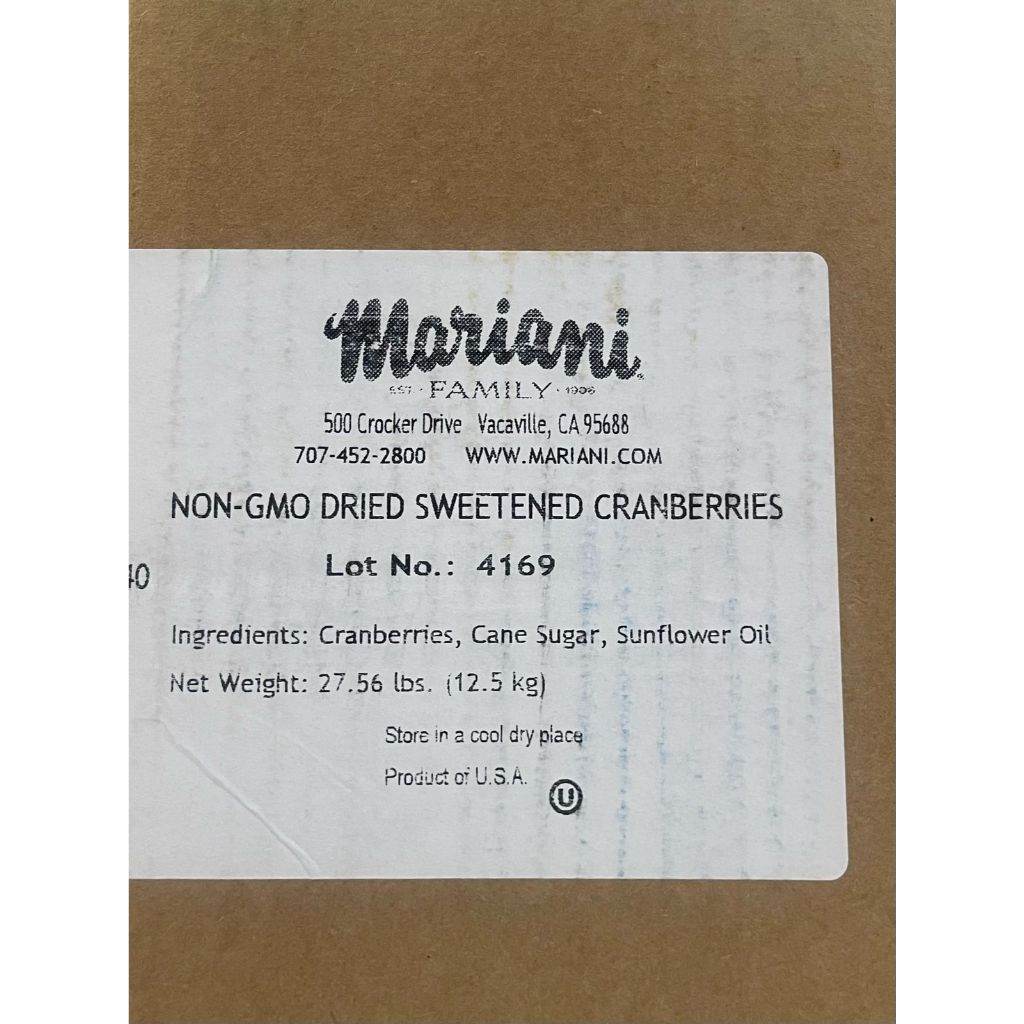 Mariani
EST. · FAMILY · 1906
500 Crocker Drive Vacaville, CA 95688
707-452-2800 WWW.MARIANI.COM
NON-GMO DRIED SWEETENED CRANBERRIES
Lot No.: 4169
Ingredients: Cranberries, Cane Sugar, Sunflower Oil
Net Weight: 27.56 lbs. (12.5 kg)
Store in a cool dry place
Product of U.S.A.
U